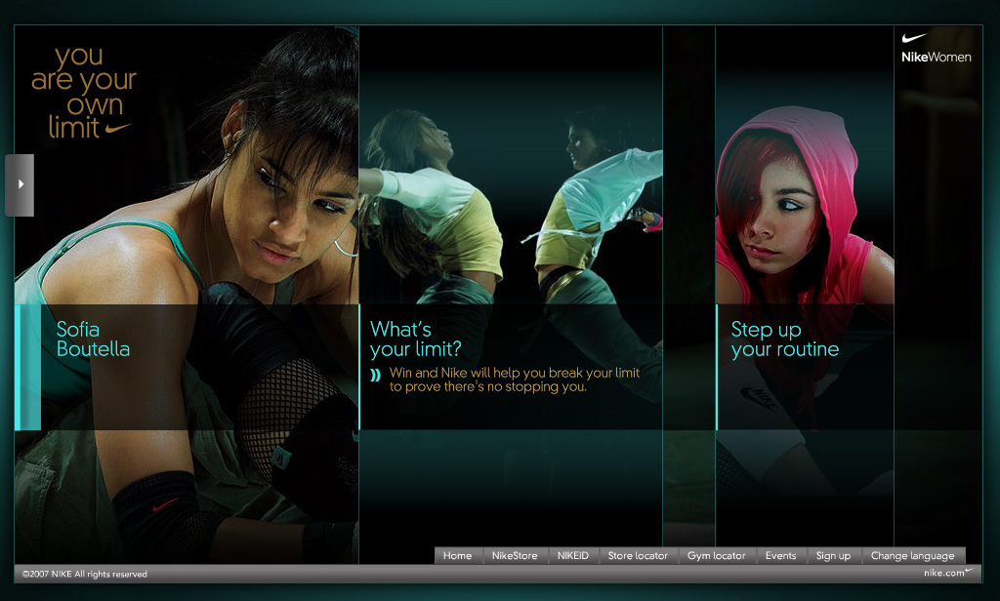 you
are your
own
limit
NikeWomen
Sofia
Boutella
What's
your limit?
Win and Nike will help you break your limit
to prove there's no stopping you.
Step up
your routine
NIKE
Home NikeStore NIKEiD Store locator Gym locator Events Sign up Change language
©2007 NIKE All rights reserved
nike.com